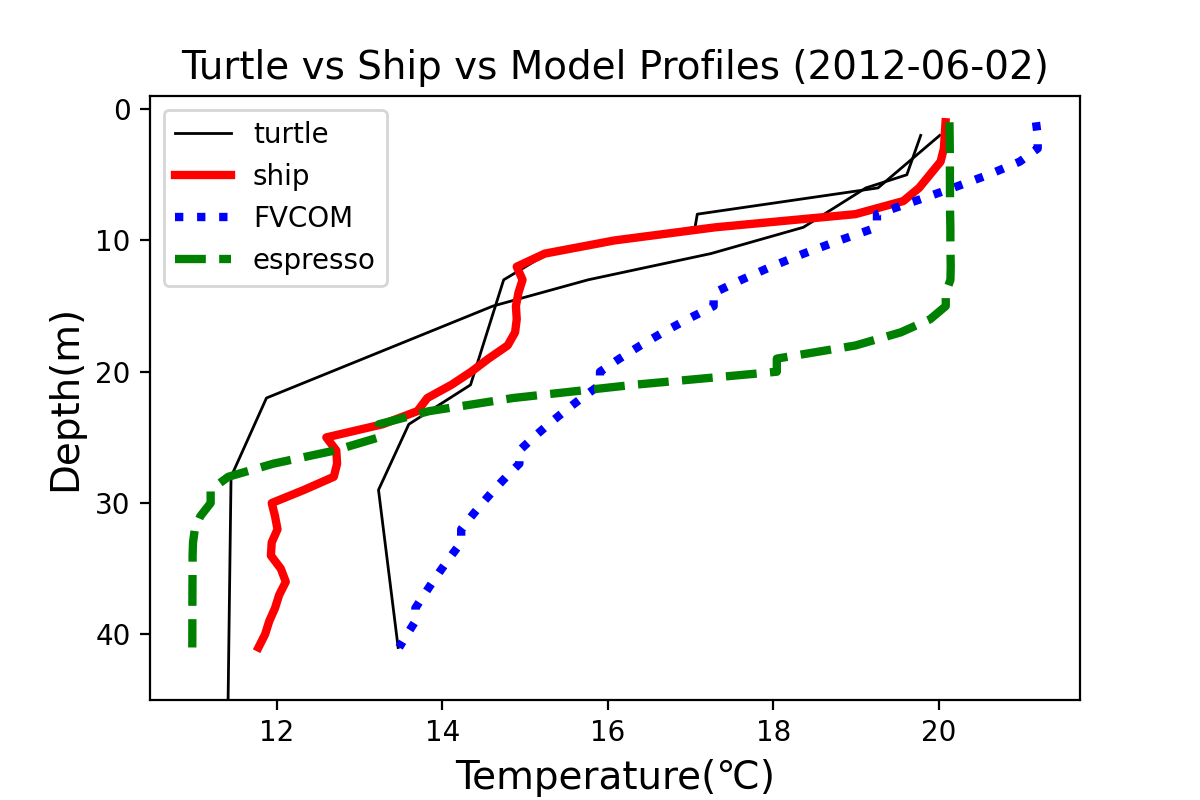 Turtle vs Ship vs Model Profiles (2012-06-02)
turtle
ship
FVCOM
espresso
0
10
20
30
40
Depth(m)
12 14 16 18 20
Temperature(℃)